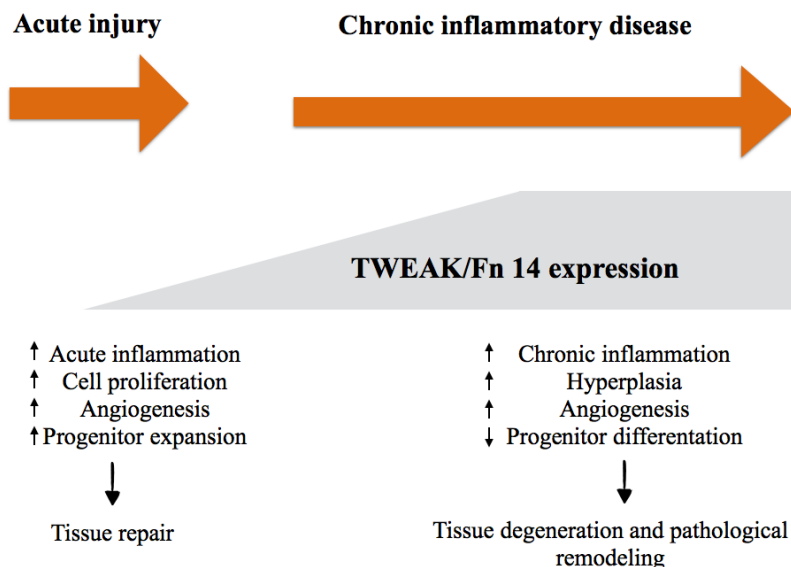 Acute injury
Chronic inflammatory disease
TWEAK/Fn 14 expression
Acute inflammation
Cell proliferation
Angiogenesis
Progenitor expansion
Tissue repair
Chronic inflammation
Hyperplasia
Angiogenesis
Progenitor differentation
Tissue degeneration and pathological
remodeling